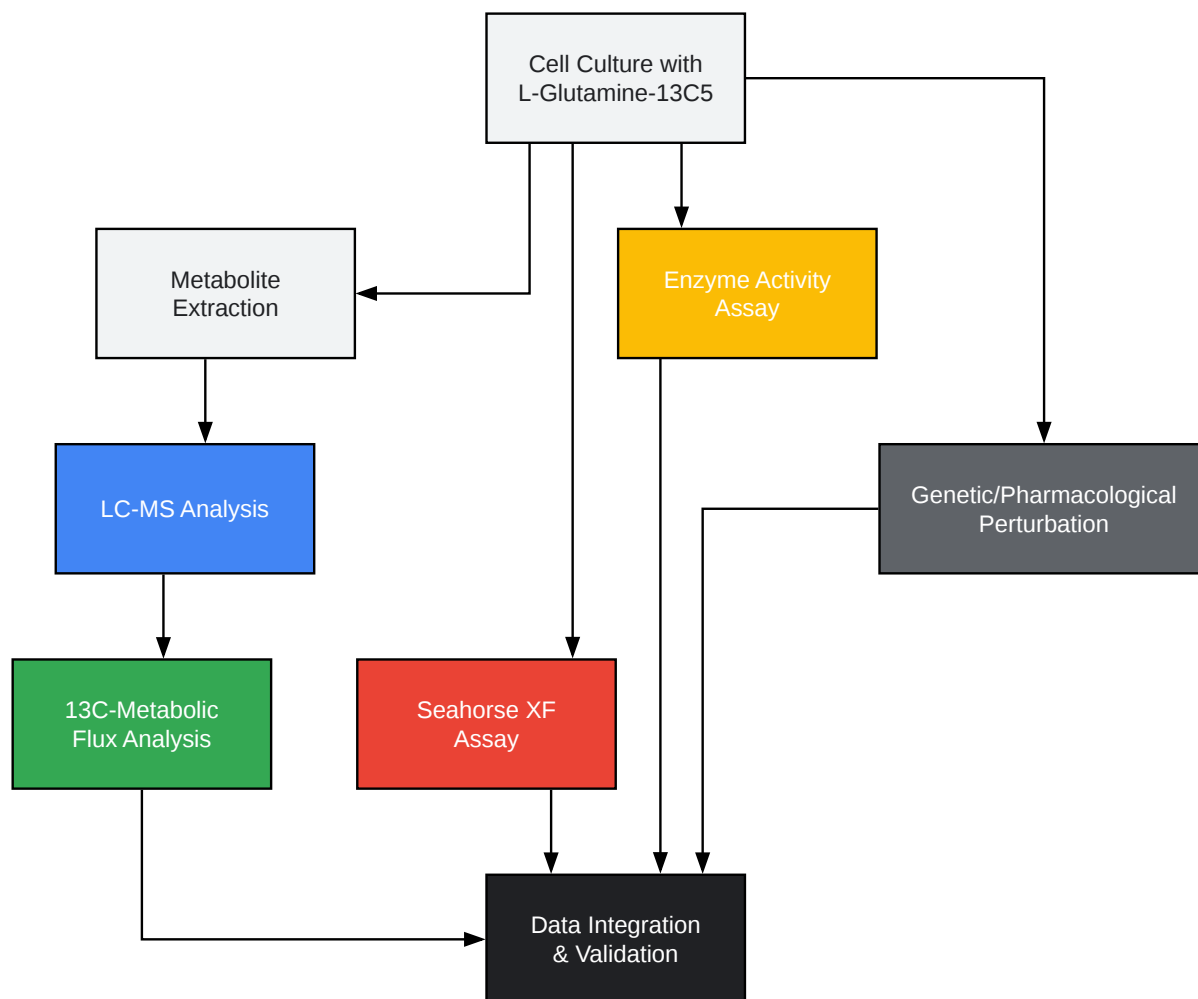 Cell Culture with
L-Glutamine-13C5
Metabolite
Extraction
Enzyme Activity
Assay
LC-MS Analysis
Genetic/Pharmacological
Perturbation
13C-Metabolic
Flux Analysis
Seahorse XF
Assay
Data Integration
& Validation